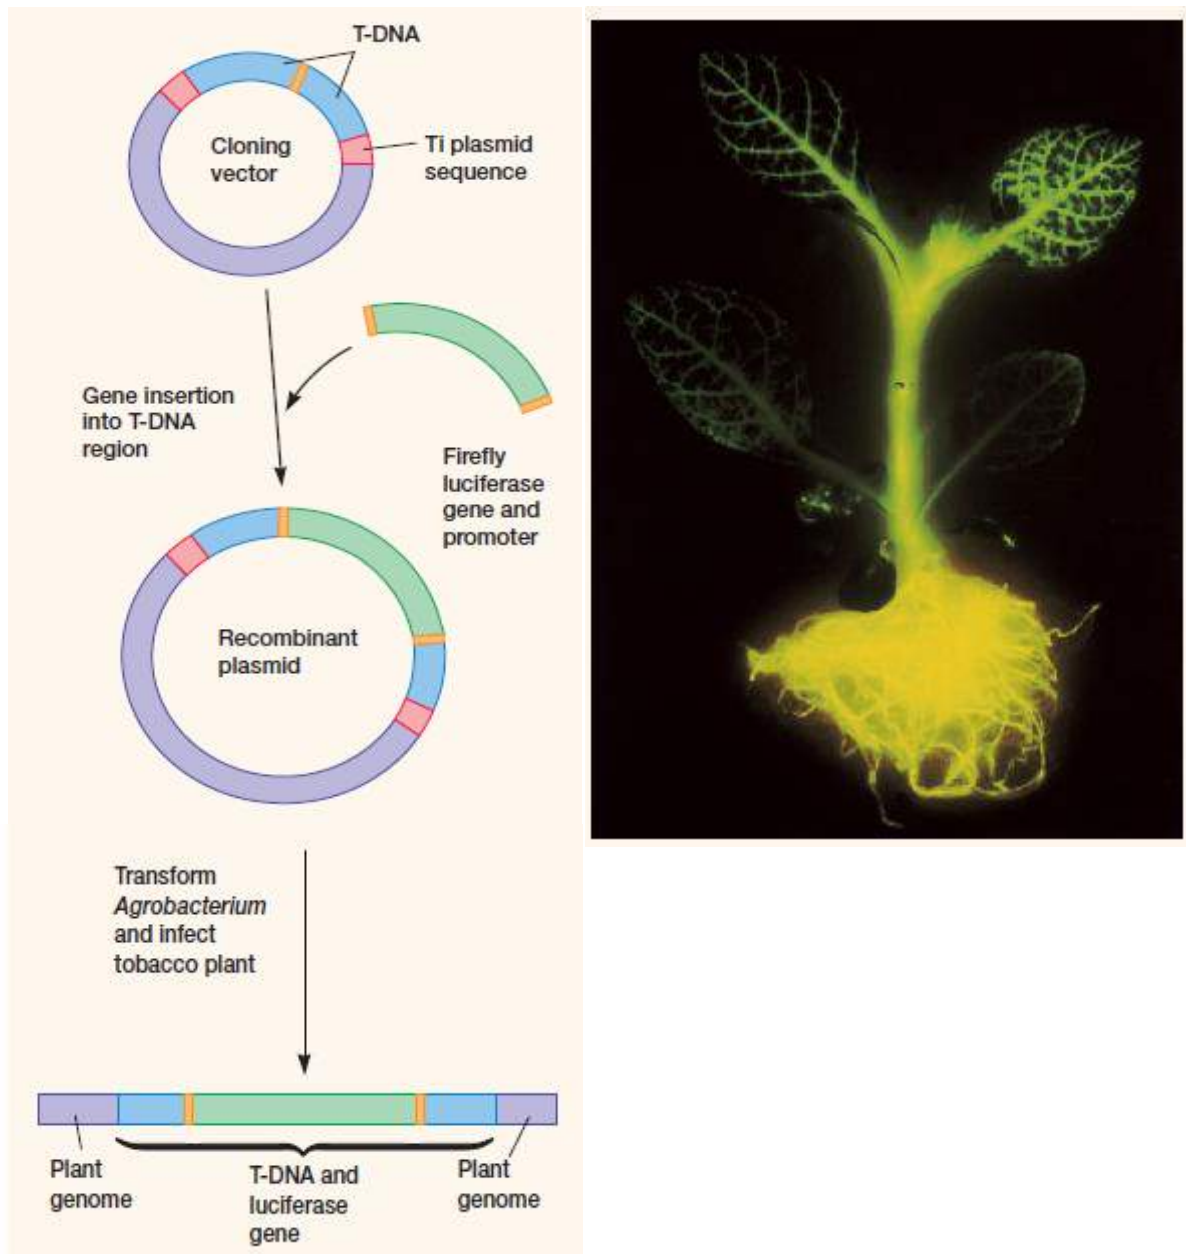 T-DNA
Cloning
vector
Ti plasmid
sequence
Gene insertion
into T-DNA
region
Firefly
luciferase
gene and
promoter
Recombinant
plasmid
Transform
Agrobacterium
and infect
tobacco plant
Plant
genome
T-DNA and
luciferase
gene
Plant
genome